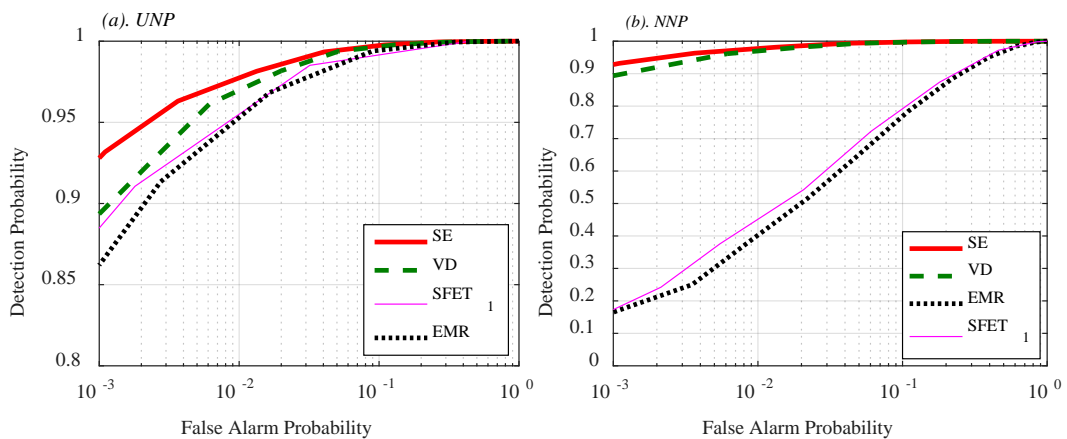 (a). UNP
1
0.95
0.9
0.85
0.8
Detection Probability
SE
VD
SFET 1
EMR
10^-3
10^-2
10^-1
10^0
False Alarm Probability
(b). NNP
1
0.9
0.8
0.7
0.6
0.5
0.4
0.3
0.2
0.1
0
Detection Probability
SE
VD
EMR
SFET 1
10^-3
10^-2
10^-1
10^0
False Alarm Probability